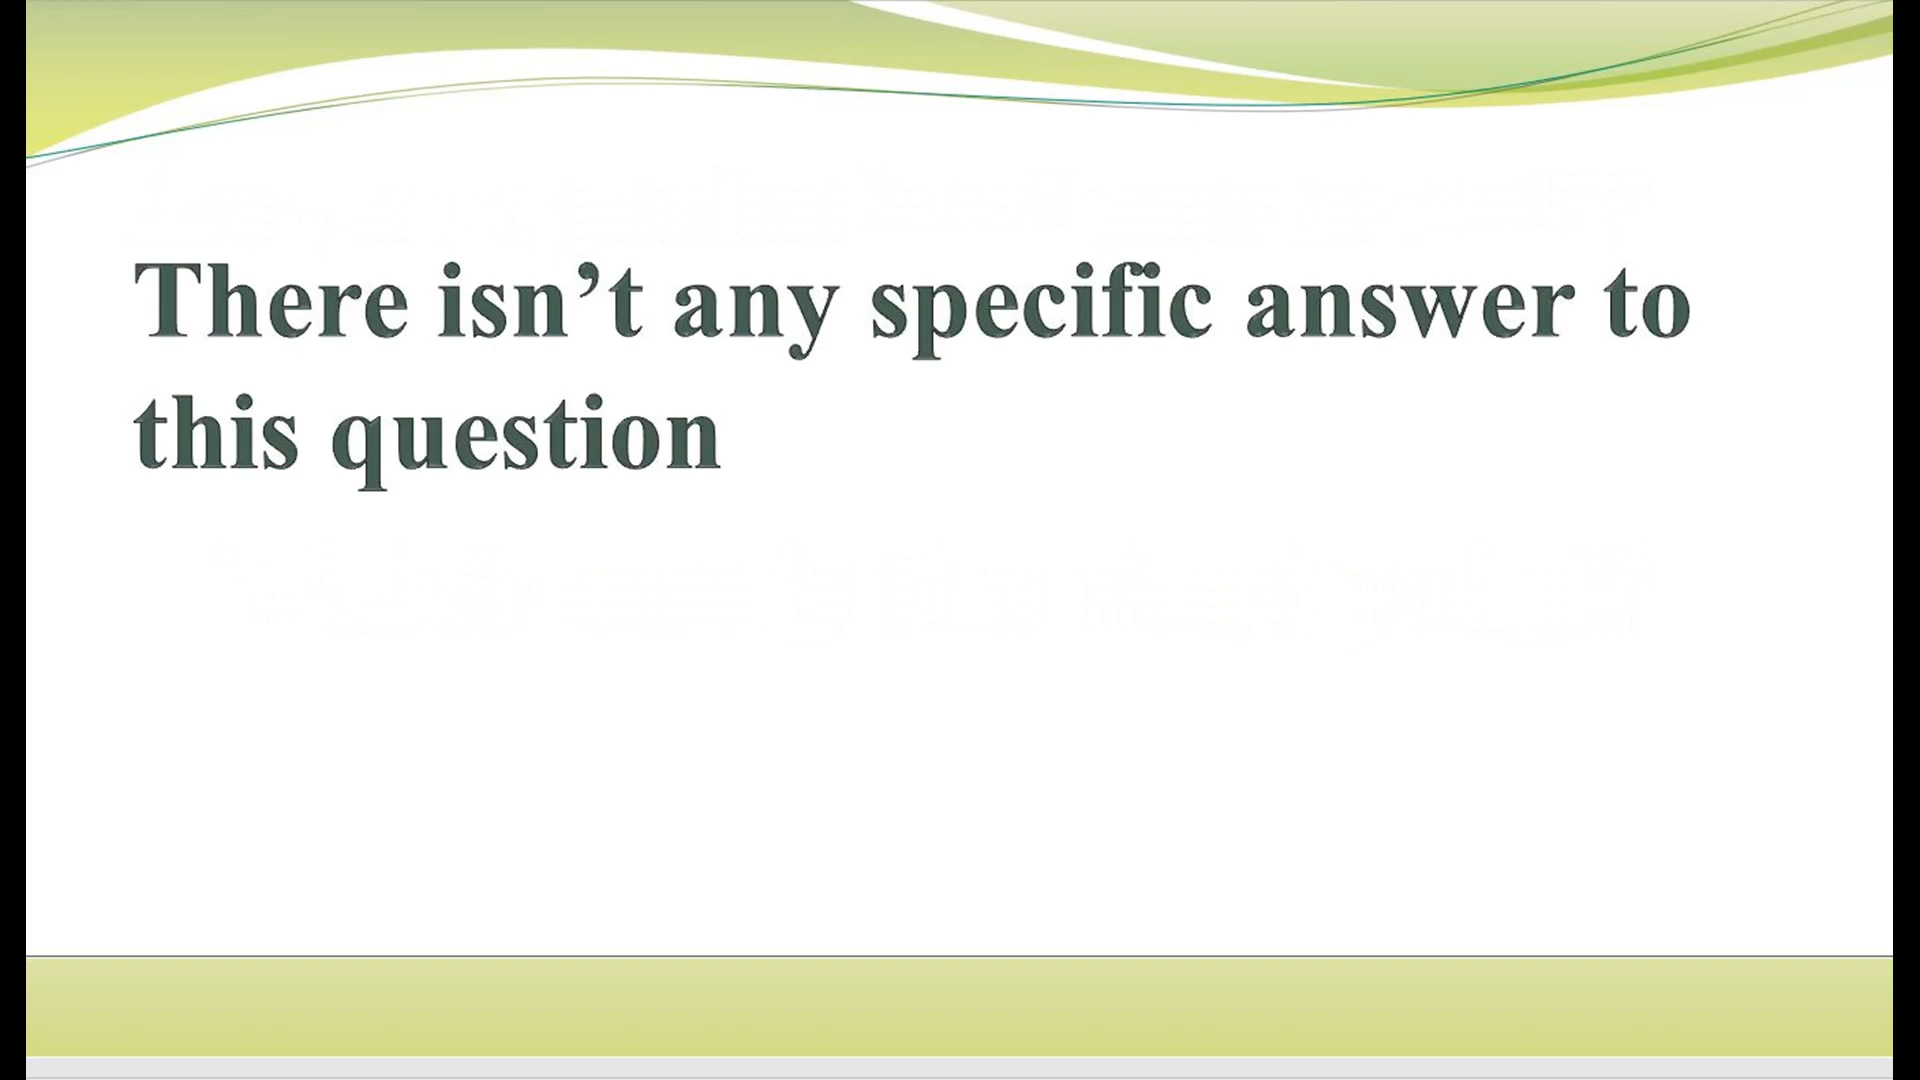 There isn’t any specific answer to
this question